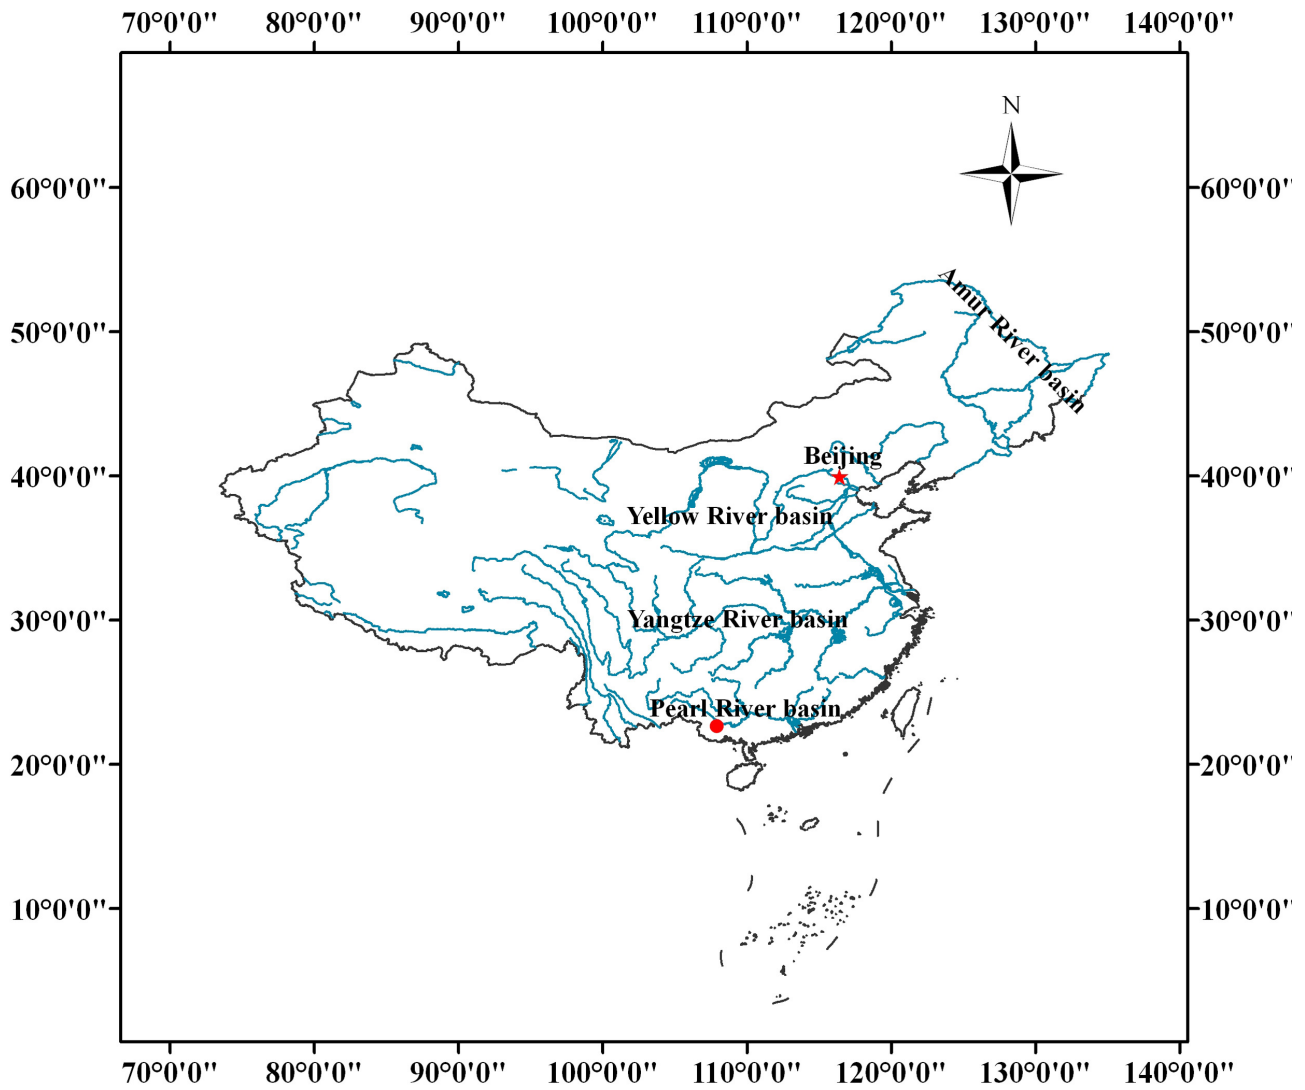 70°0'0" 80°0'0" 90°0'0" 100°0'0" 110°0'0" 120°0'0" 130°0'0" 140°0'0"
N
60°0'0" 60°0'0"
Amur River basin
50°0'0" 50°0'0"
Beijing
40°0'0" 40°0'0"
Yellow River basin
30°0'0" 30°0'0"
Yangtze River basin
Pearl River basin
20°0'0" 20°0'0"
10°0'0" 10°0'0"
70°0'0" 80°0'0" 90°0'0" 100°0'0" 110°0'0" 120°0'0" 130°0'0" 140°0'0"